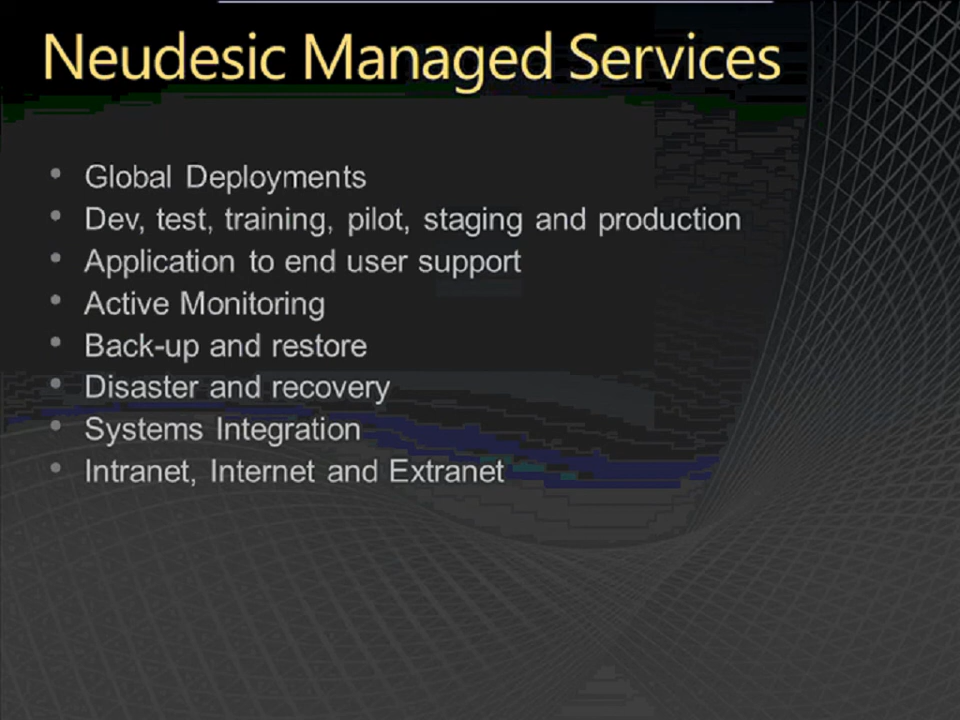 Neudesic Managed Services
• Global Deployments
• Dev, test, training, pilot, staging and production
• Application to end user support
• Active Monitoring
• Back-up and restore
• Disaster and recovery
• Systems Integration
• Intranet, Internet and Extranet